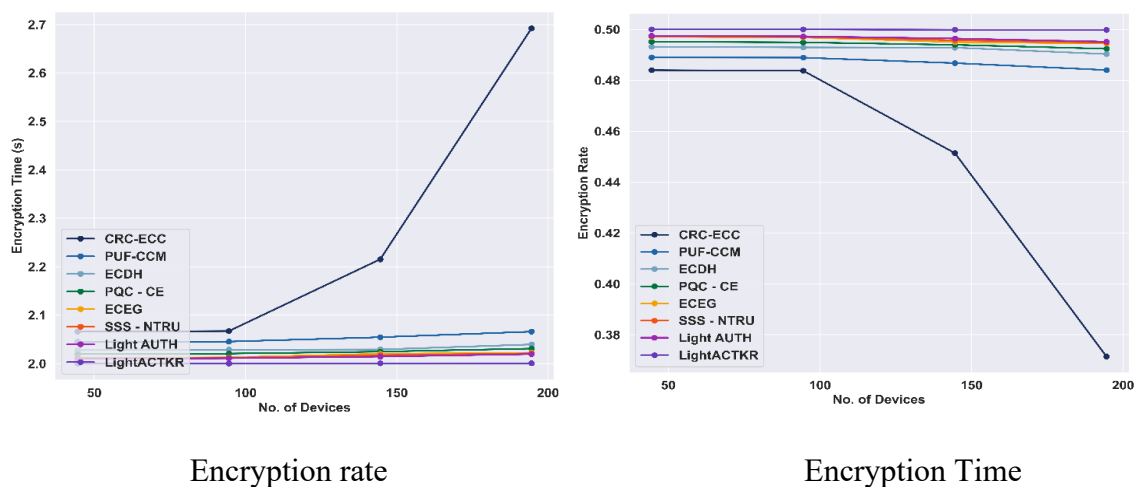 2.7
2.6
2.5
2.4
2.3
2.2
2.1
2.0
Encryption Time (s)
CRC-ECC
PUF-CCM
ECDH
PQC - CE
ECEG
SSS - NTRU
Light AUTH
LightACTKR
50 100 150 200
No. of Devices
0.50
0.48
0.46
0.44
0.42
0.40
0.38
Encryption Rate
CRC-ECC
PUF-CCM
ECDH
PQC - CE
ECEG
SSS - NTRU
Light AUTH
LightACTKR
50 100 150 200
No. of Devices
Encryption rate Encryption Time